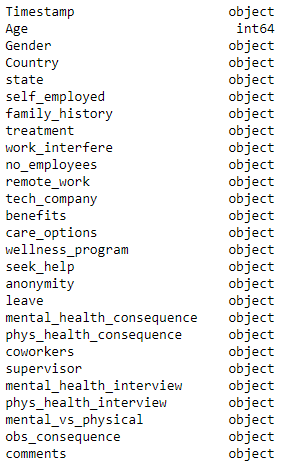 Timestamp object
Age int64
Gender object
Country object
state object
self_employed object
family_history object
treatment object
work_interfere object
no_employees object
remote_work object
tech_company object
benefits object
care_options object
wellness_program object
seek_help object
anonymity object
leave object
mental_health_consequence object
phys_health_consequence object
coworkers object
supervisor object
mental_health_interview object
phys_health_interview object
mental_vs_physical object
obs_consequence object
comments object